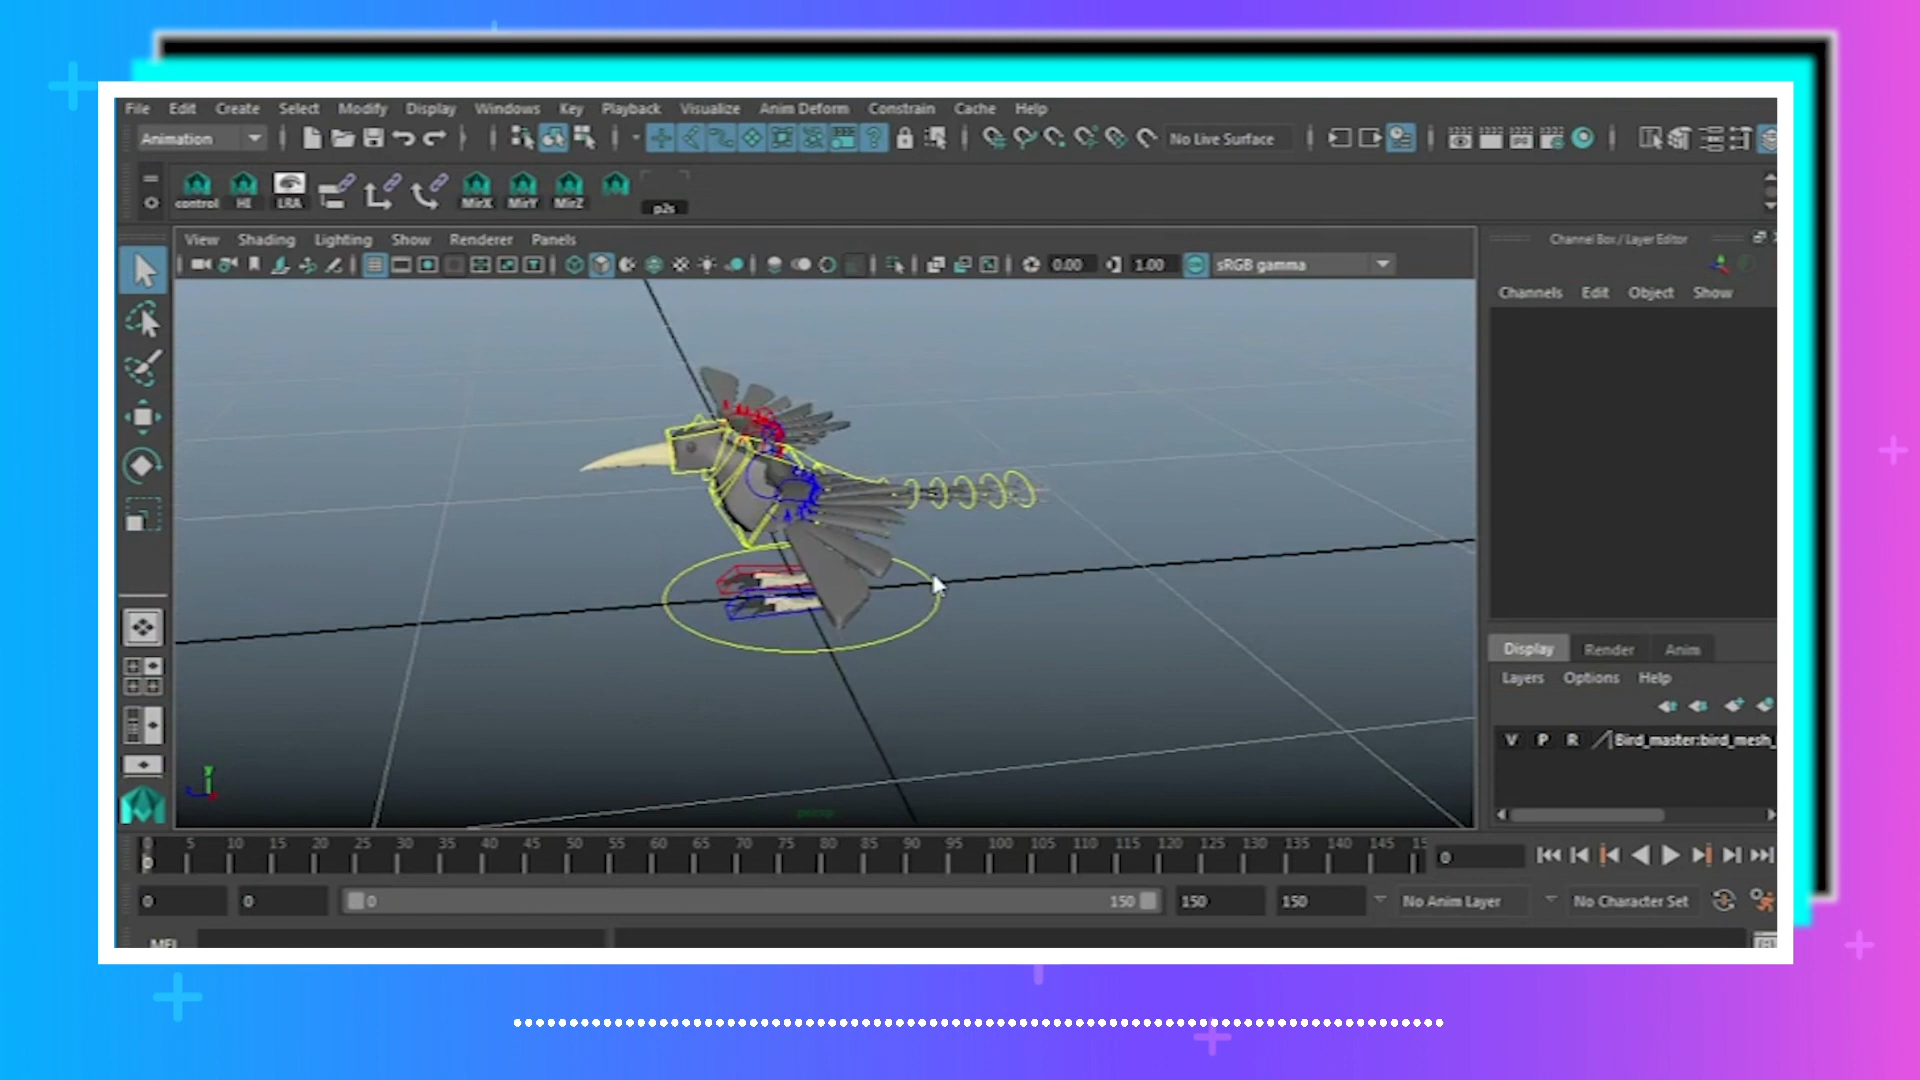 File Edit Create Select Modify Display Windows Key Playback Visualize Anim Deform Constrain Cache Help
Animation No Live Surface
control HI LRA MirX MirY MirZ p2s
View Shading Lighting Show Renderer Panels
Channel Box / Layer Editor
0.00 1.00 sRGB gamma
Channels Edit Object Show
Display Render Anim
Layers Options Help
V P R Bird_master:bird_mesh_
persp
0 5 10 15 20 25 30 35 40 45 50 55 60 65 70 75 80 85 90 95 100 105 110 115 120 125 130 135 140 145 15
0 0
0 0 0 150 150 150 No Anim Layer No Character Set
MEL